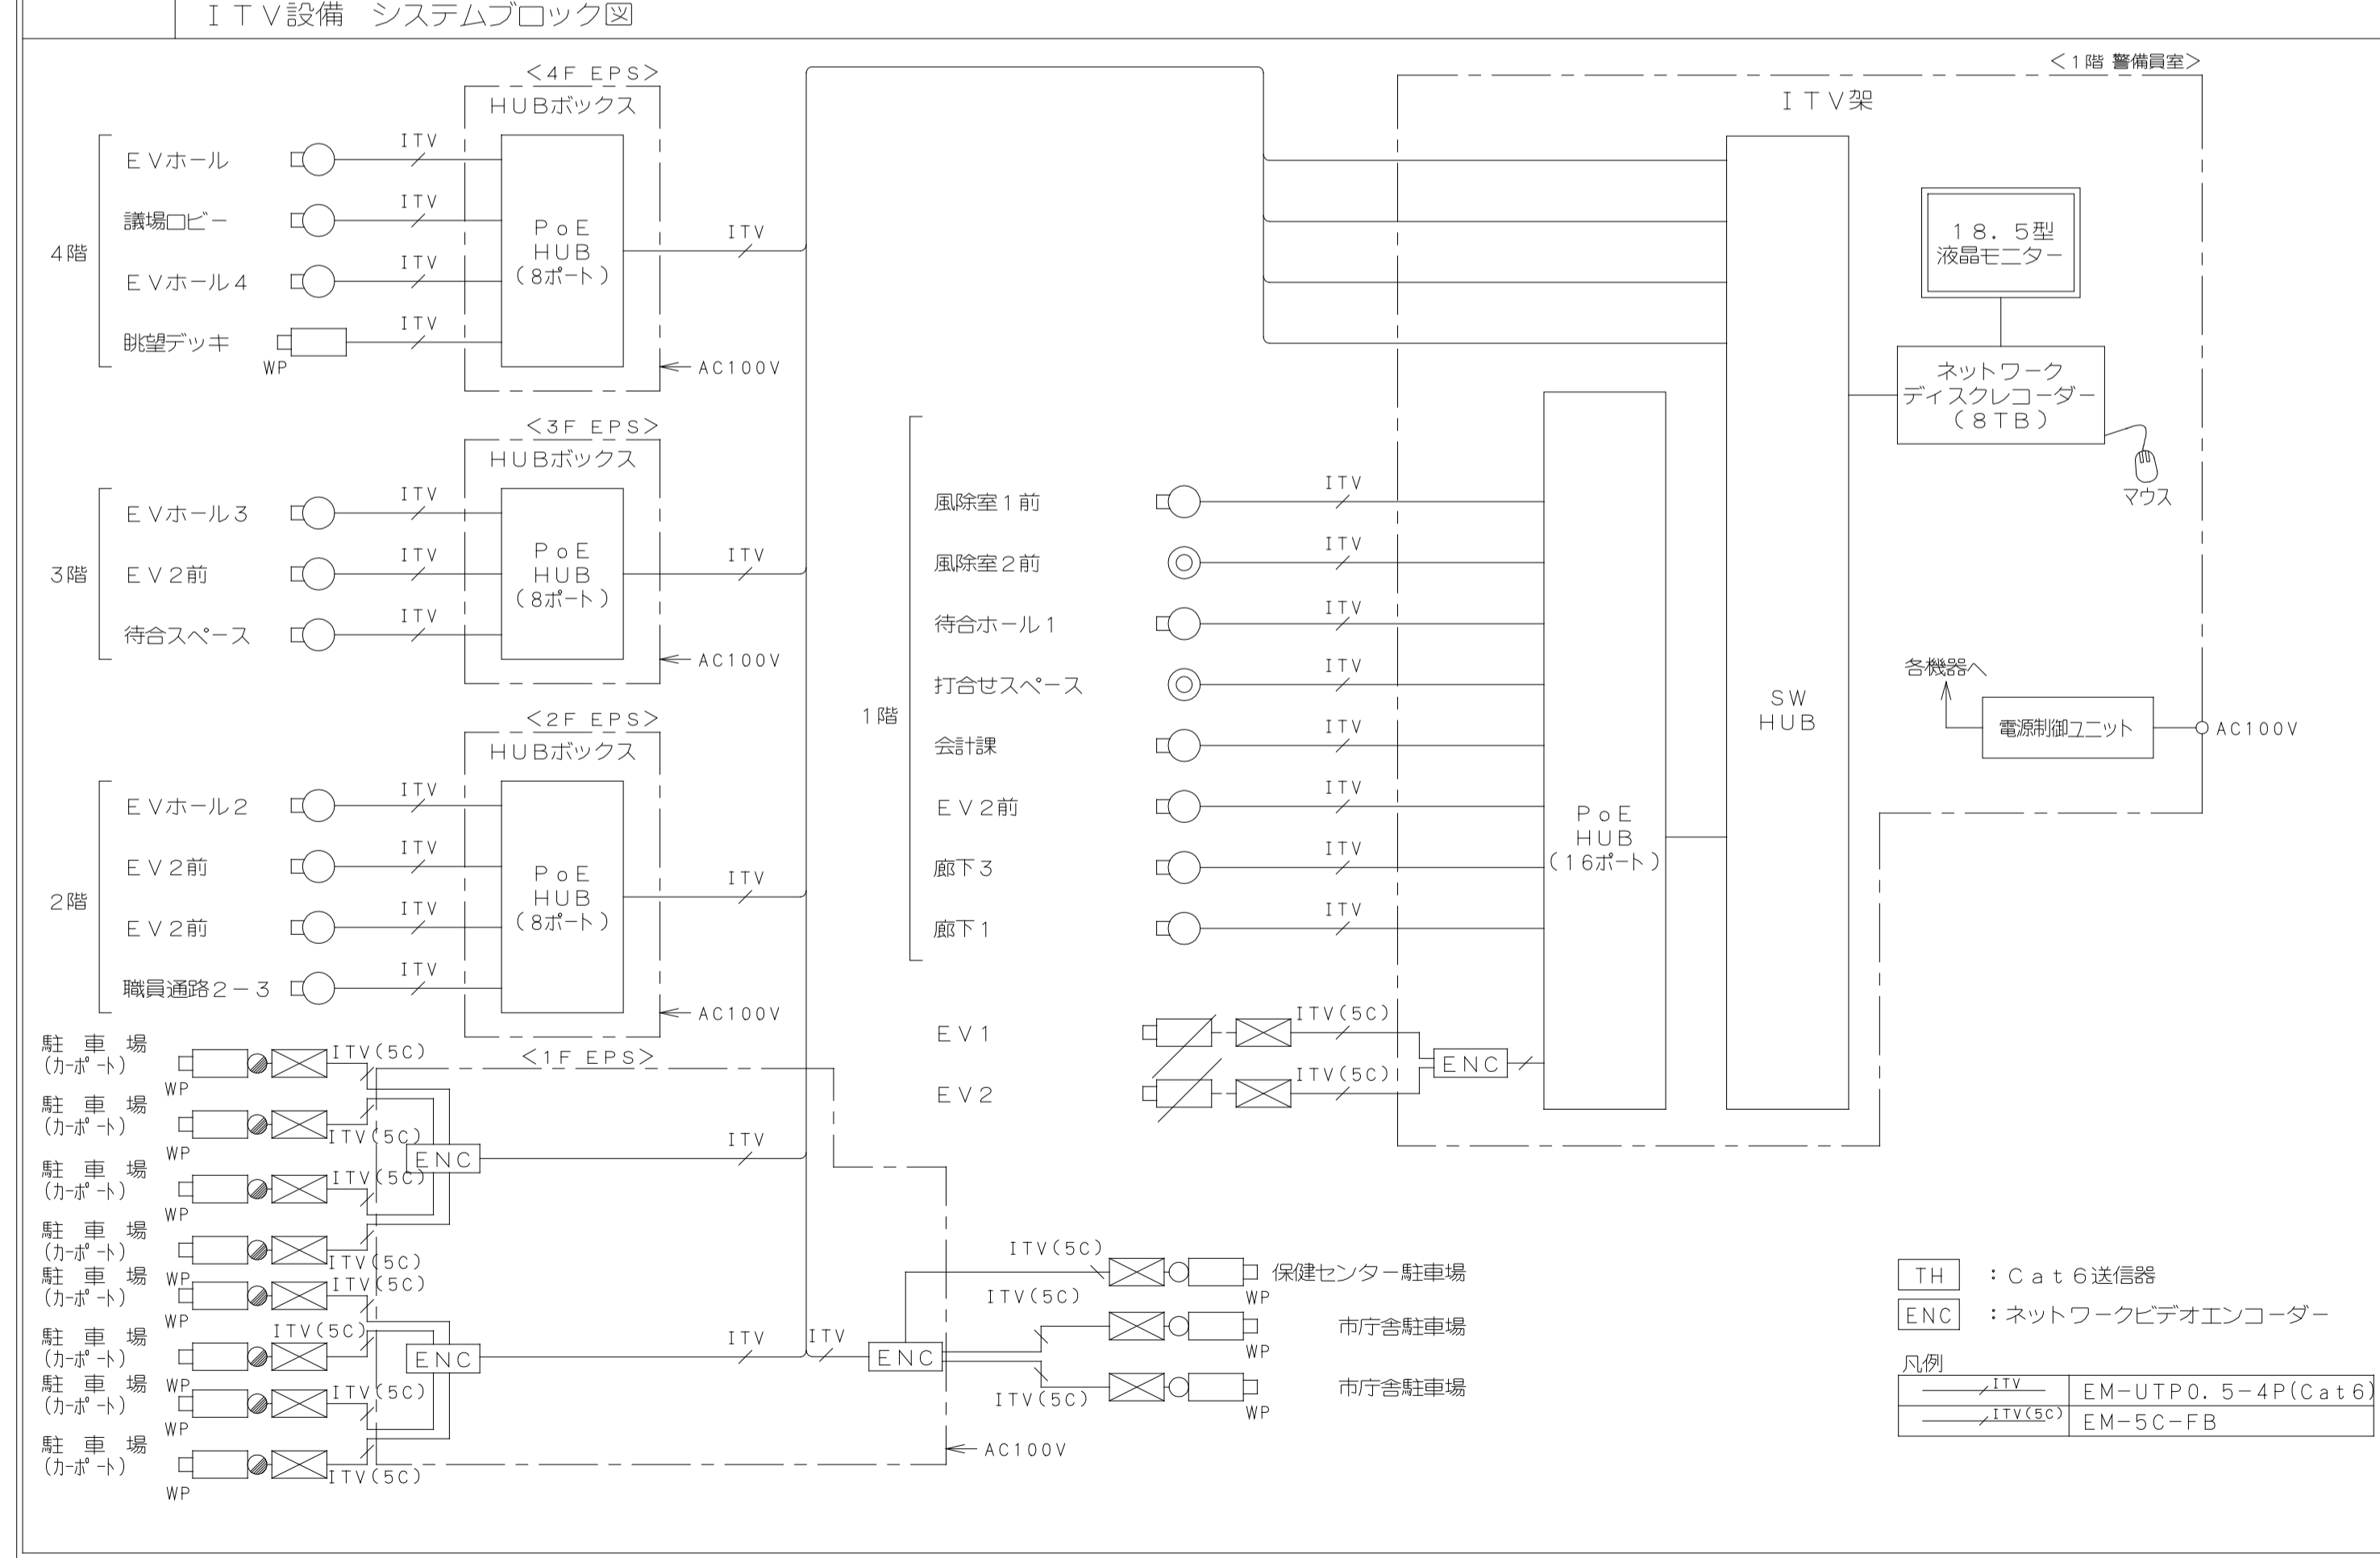 ＩＴＶ設備　システムブロック図
＜4F EPS＞
HUBボックス
4階
EVホール
ITV
議場ロビー
ITV
EVホール4
ITV
眺望デッキ
WP
ITV
PoE
HUB
(8ポート)
ITV
AC100V
＜3F EPS＞
HUBボックス
3階
EVホール3
ITV
EV2前
ITV
待合スペース
ITV
PoE
HUB
(8ポート)
ITV
AC100V
＜2F EPS＞
HUBボックス
2階
EVホール2
ITV
EV2前
ITV
EV2前
ITV
職員通路2－3
ITV
PoE
HUB
(8ポート)
ITV
AC100V
＜1F EPS＞
駐　車　場
(カーポート)
WP
ITV(5C)
駐　車　場
(カーポート)
WP
ITV(5C)
駐　車　場
(カーポート)
WP
ITV(5C)
駐　車　場
(カーポート)
WP
ITV(5C)
ENC
ITV
駐　車　場
(カーポート)
WP
ITV(5C)
駐　車　場
(カーポート)
WP
ITV(5C)
駐　車　場
(カーポート)
WP
ITV(5C)
駐　車　場
(カーポート)
WP
ITV(5C)
ENC
ITV
ITV
ENC
ITV(5C)
保健センター駐車場
WP
ITV(5C)
市庁舎駐車場
WP
ITV(5C)
市庁舎駐車場
WP
AC100V
＜1階 警備員室＞
ITV架
1階
風除室1前
ITV
風除室2前
ITV
待合ホール1
ITV
打合せスペース
ITV
会計課
ITV
EV2前
ITV
廊下3
ITV
廊下1
ITV
EV1
ITV(5C)
EV2
ITV(5C)
ENC
PoE
HUB
(16ポート)
SW
HUB
18.5型
液晶モニター
ネットワーク
ディスクレコーダー
(8TB)
マウス
各機器へ
電源制御ユニット
AC100V
TH ：Cat6送信器
ENC ：ネットワークビデオエンコーダー
凡例
ITV EM-UTP0.5-4P(Cat6)
ITV(5C) EM-5C-FB